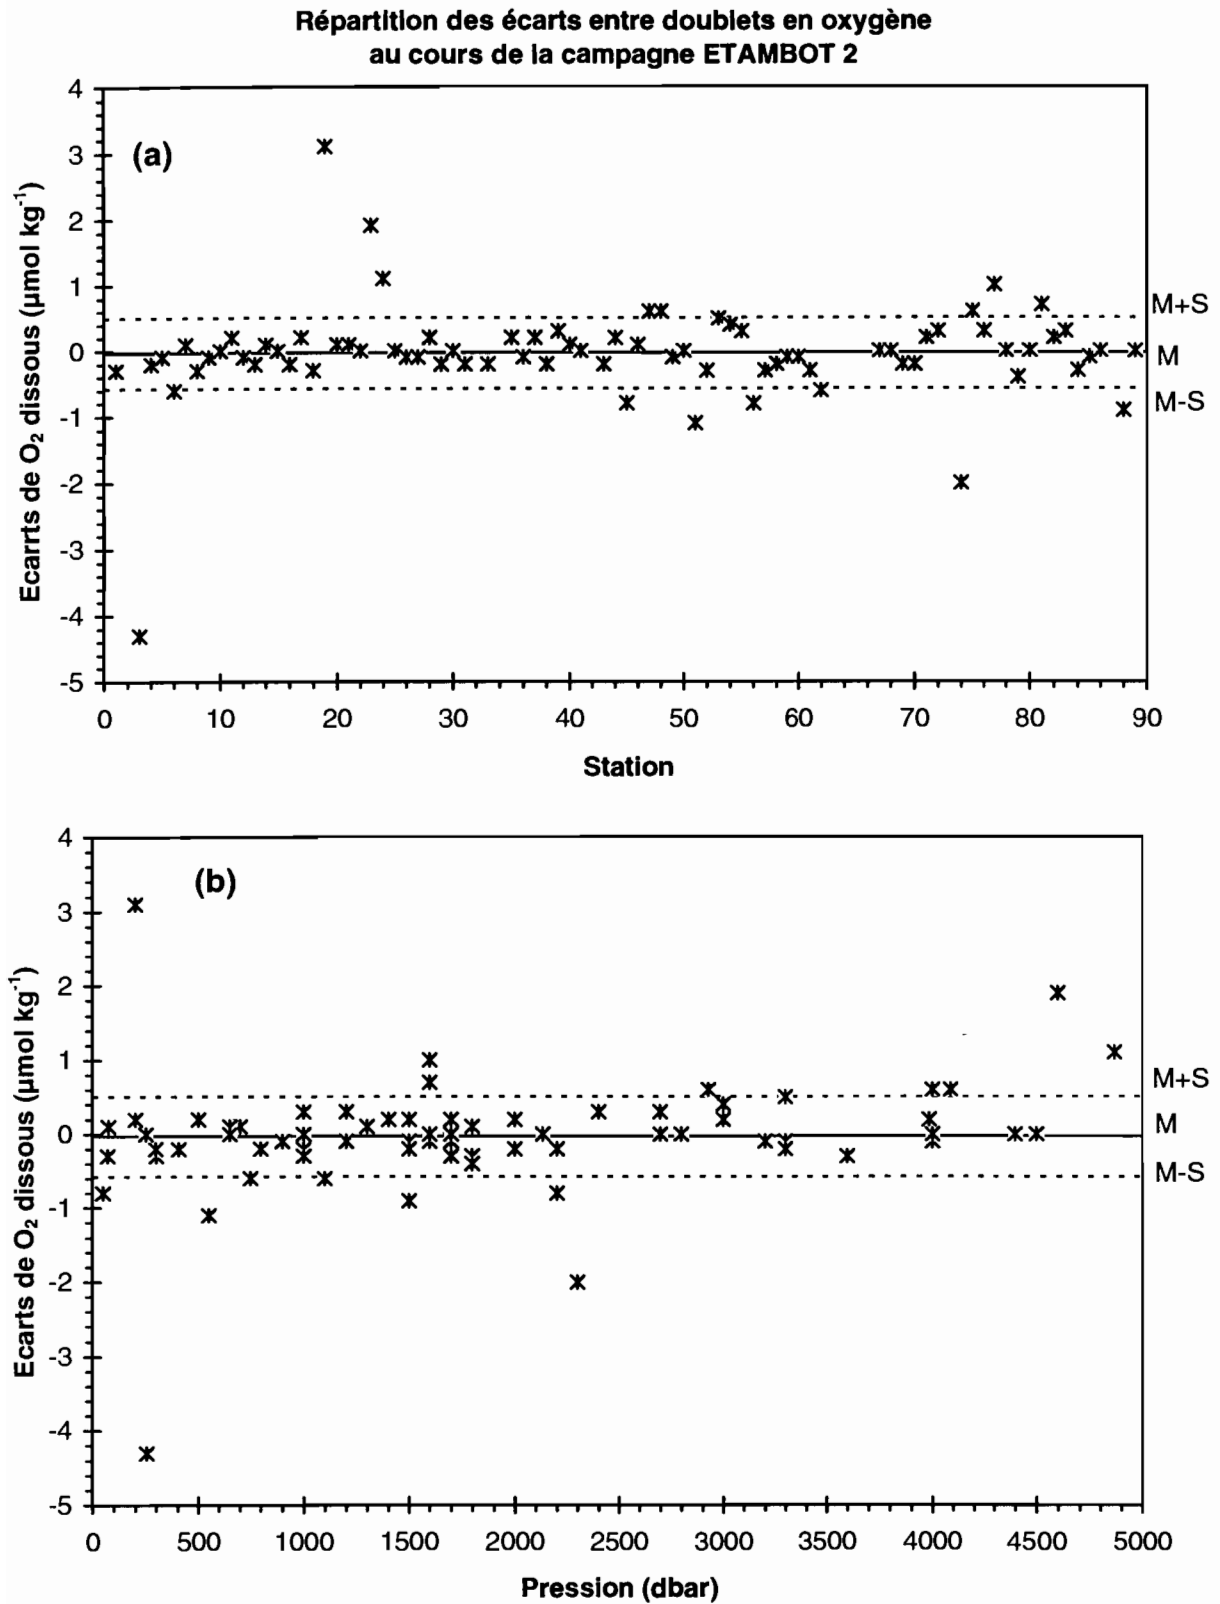 Répartition des écarts entre doublets en oxygène
au cours de la campagne ETAMBOT 2
(a)
Ecarrts de O2 dissous (µmol kg-1)
4
3
2
1
0
-1
-2
-3
-4
-5
M+S
M
M-S
0 10 20 30 40 50 60 70 80 90
Station
(b)
Ecarts de O2 dissous (µmol kg-1)
4
3
2
1
0
-1
-2
-3
-4
-5
M+S
M
M-S
0 500 1000 1500 2000 2500 3000 3500 4000 4500 5000
Pression (dbar)